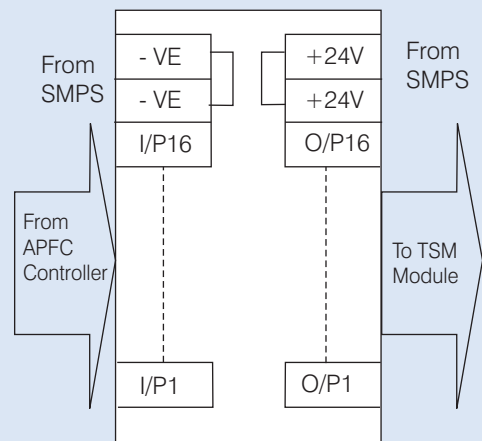 From
SMPS
- VE
- VE
I/P16
+24V
+24V
O/P16
From
SMPS
From
APFC
Controller
To TSM
Module
I/P1
O/P1